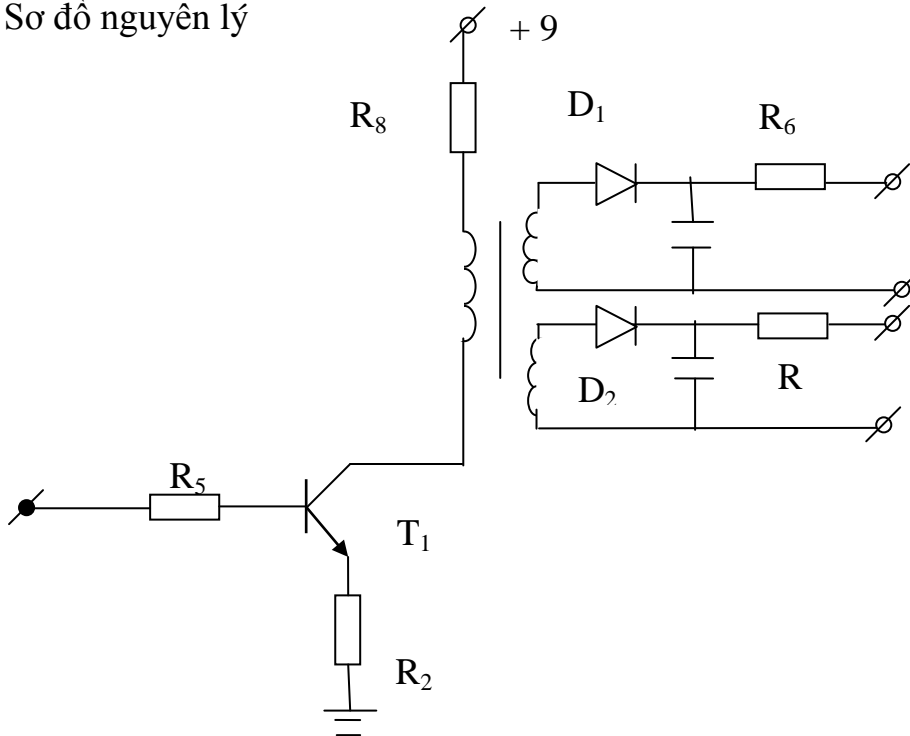 Sơ đồ nguyên lý
+ 9
R₈
D₁
R₆
D₂
R
R₅
T₁
R₂